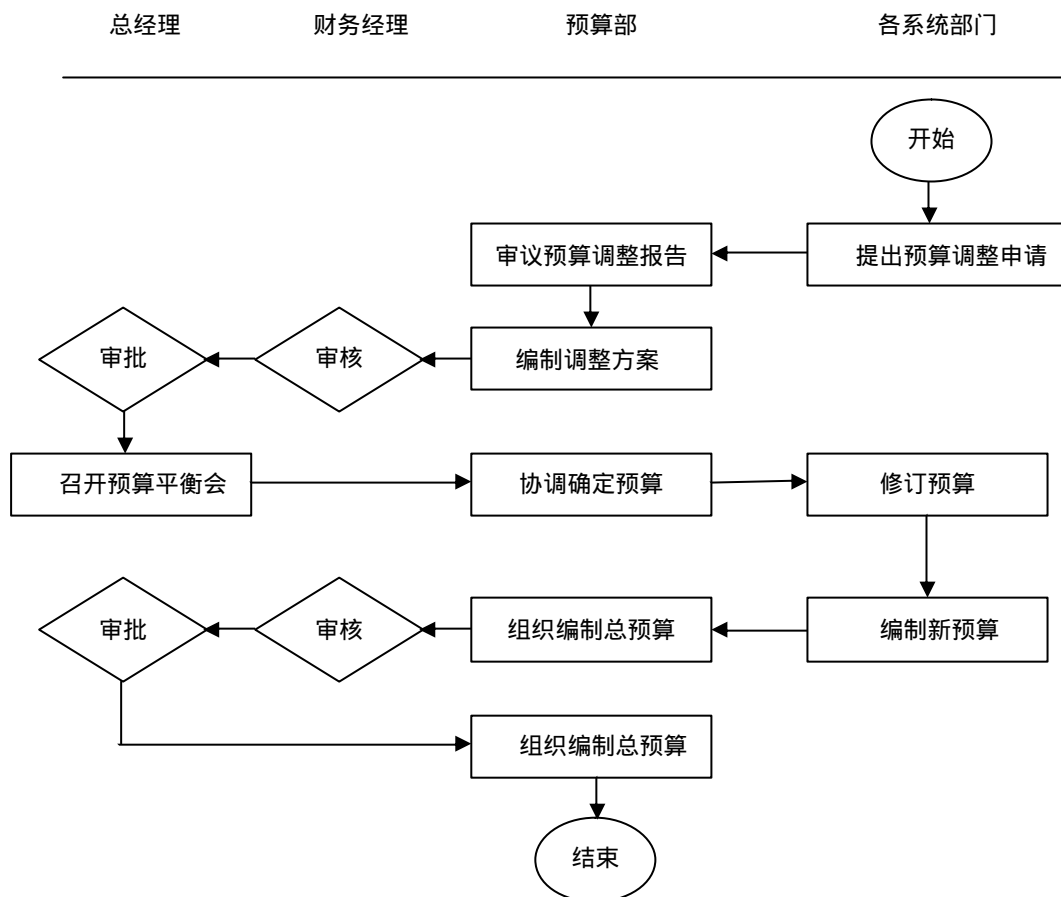 总经理 财务经理 预算部 各系统部门
开始
审议预算调整报告 提出预算调整申请
审批 审核 编制调整方案
召开预算平衡会 协调确定预算 修订预算
审批 审核 组织编制总预算 编制新预算
组织编制总预算
结束